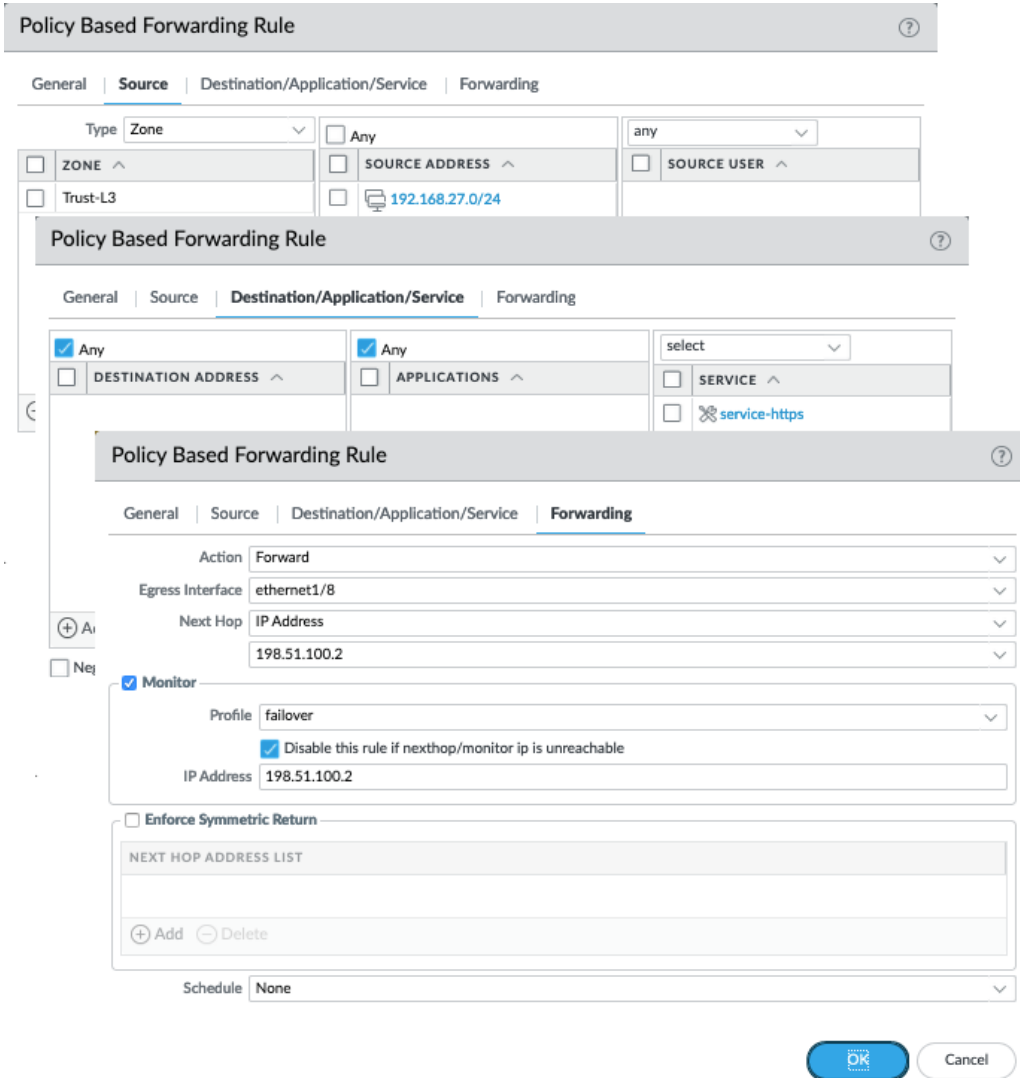 Policy Based Forwarding Rule
General Source Destination/Application/Service Forwarding
Type Zone Any any
ZONE SOURCE ADDRESS SOURCE USER
Trust-L3 192.168.27.0/24
Policy Based Forwarding Rule
General Source Destination/Application/Service Forwarding
Any Any select
DESTINATION ADDRESS APPLICATIONS SERVICE
service-https
Policy Based Forwarding Rule
General Source Destination/Application/Service Forwarding
Action Forward
Egress Interface ethernet1/8
Next Hop IP Address
198.51.100.2
Monitor
Profile failover
Disable this rule if nexthop/monitor ip is unreachable
IP Address 198.51.100.2
Enforce Symmetric Return
NEXT HOP ADDRESS LIST
Add Delete
Schedule None
OK Cancel